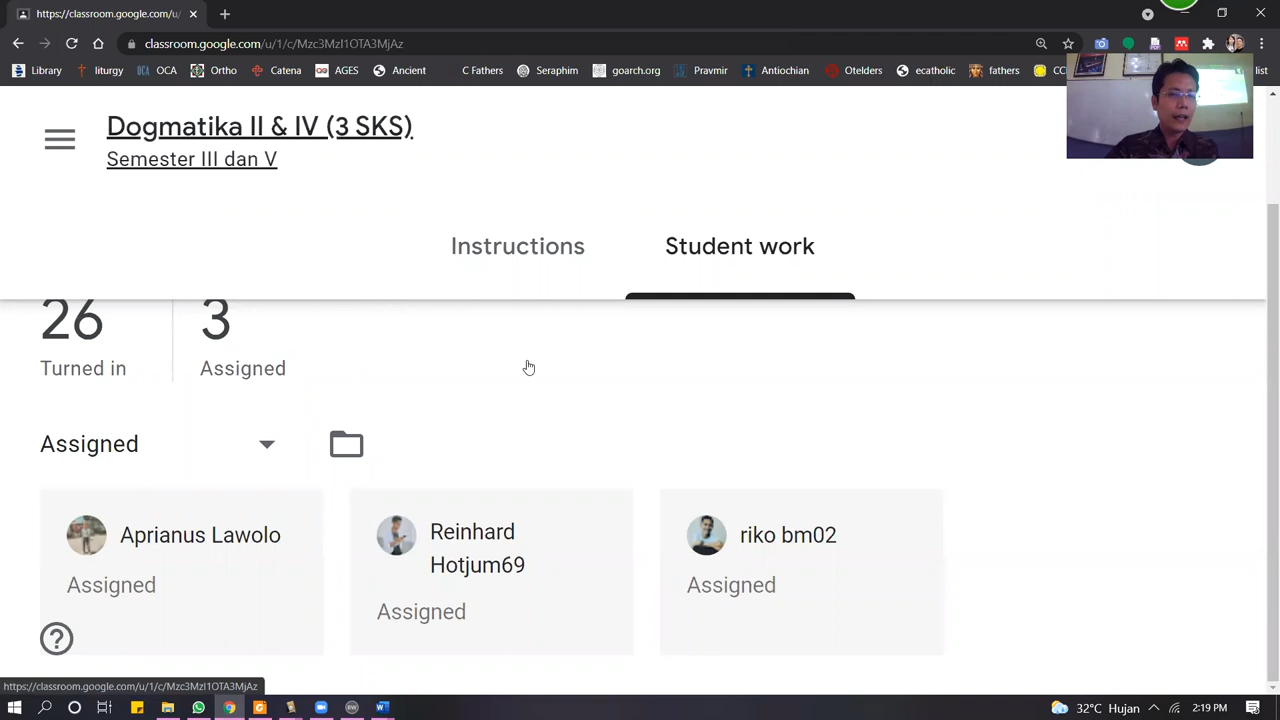 https://classroom.google.com/u/
classroom.google.com/u/1/c/Mzc3MzI1OTA3MjAz
Library
liturgy
OCA
Ortho
Catena
AGES
Ancient
C Fathers
Seraphim
goarch.org
Pravmir
Antiochian
Otelders
ecatholic
fathers
CC
list
Dogmatika II & IV (3 SKS)
Semester III dan V
Instructions
Student work
26
3
Turned in
Assigned
Assigned
Aprianus Lawolo
Assigned
Reinhard
Hotjum69
Assigned
riko bm02
Assigned
https://classroom.google.com/u/1/c/Mzc3MzI1OTA3MjAz
32°C Hujan
2:19 PM